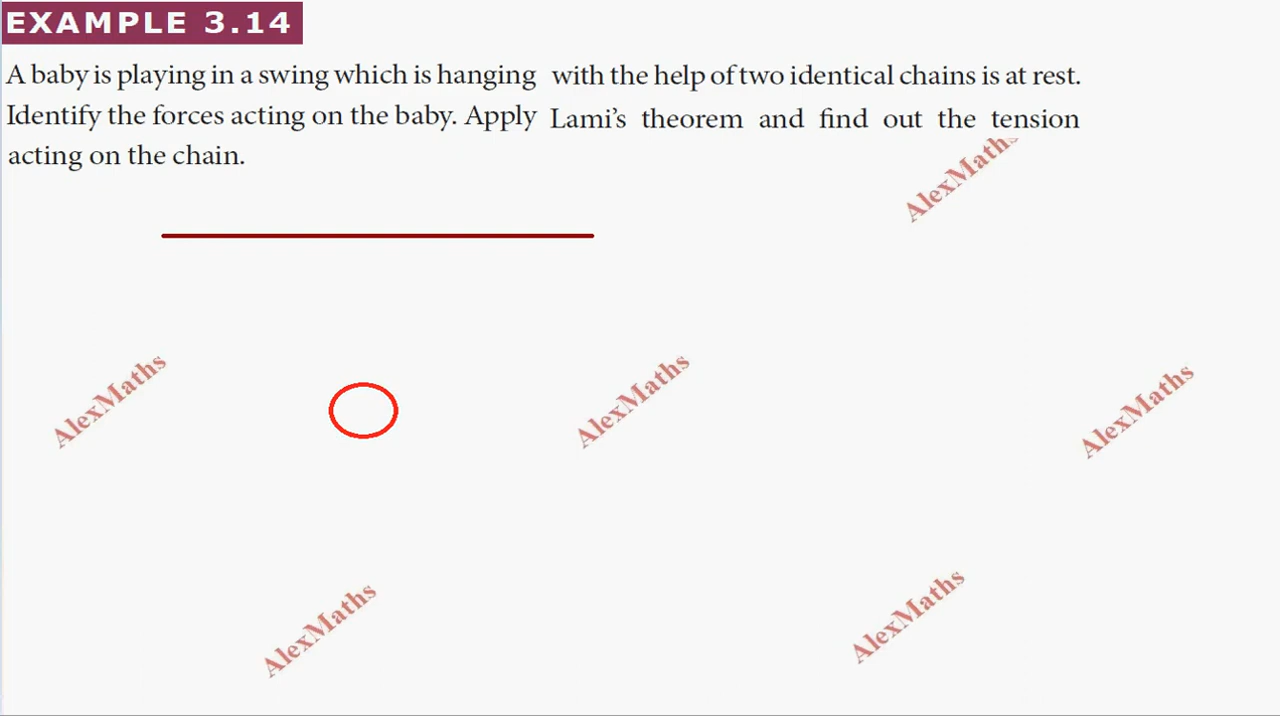 EXAMPLE 3.14
A baby is playing in a swing which is hanging with the help of two identical chains is at rest.
Identify the forces acting on the baby. Apply Lami’s theorem and find out the tension
acting on the chain.
AlexMaths
AlexMaths
AlexMaths
AlexMaths
AlexMaths
AlexMaths